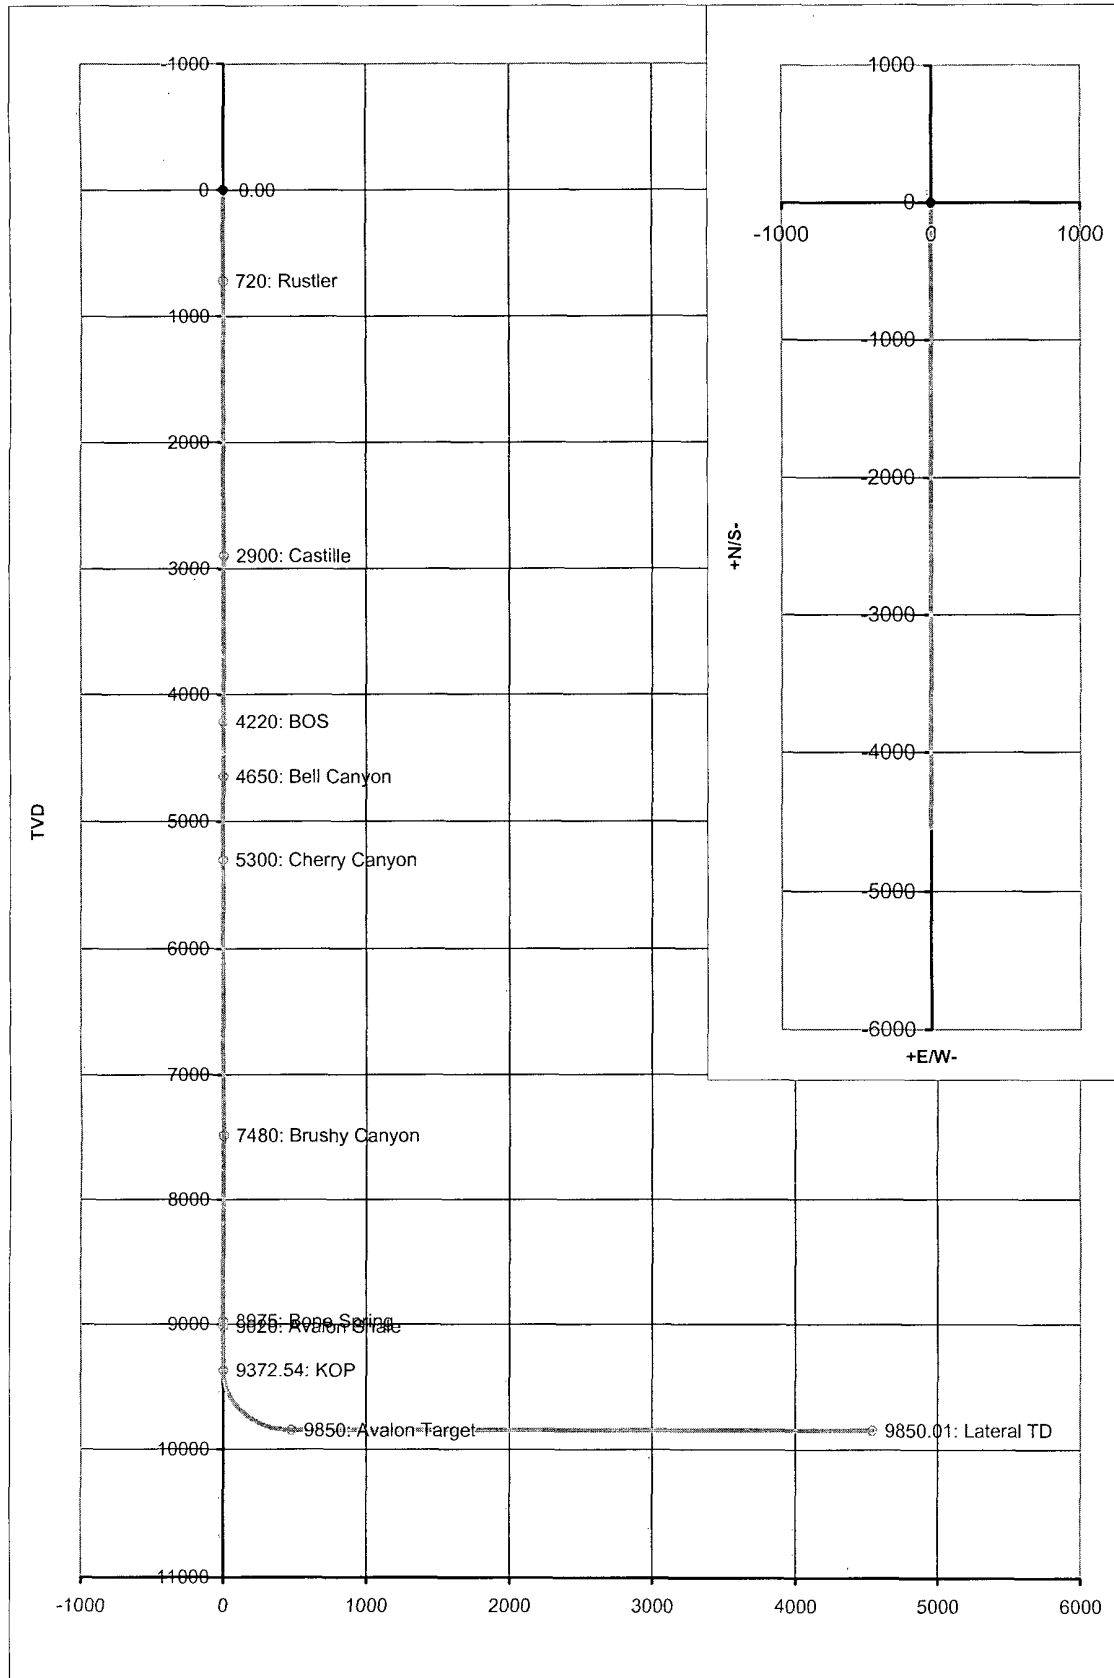 -1000
0
0.00
720: Rustler
1000
2000
2900: Castille
3000
4000
4220: BOS
4650: Bell Canyon
TVD
5000
5300: Cherry Canyon
6000
7000
7480: Brushy Canyon
8000
8975: Bone Spring
9000
9020: Avalon Shale
9372.54: KOP
9850: Avalon Target
9850.01: Lateral TD
10000
11000
-1000
0
1000
2000
3000
4000
5000
6000
1000
0
-1000
0
1000
-1000
-2000
+N/S-
-3000
-4000
-5000
-6000
+E/W-